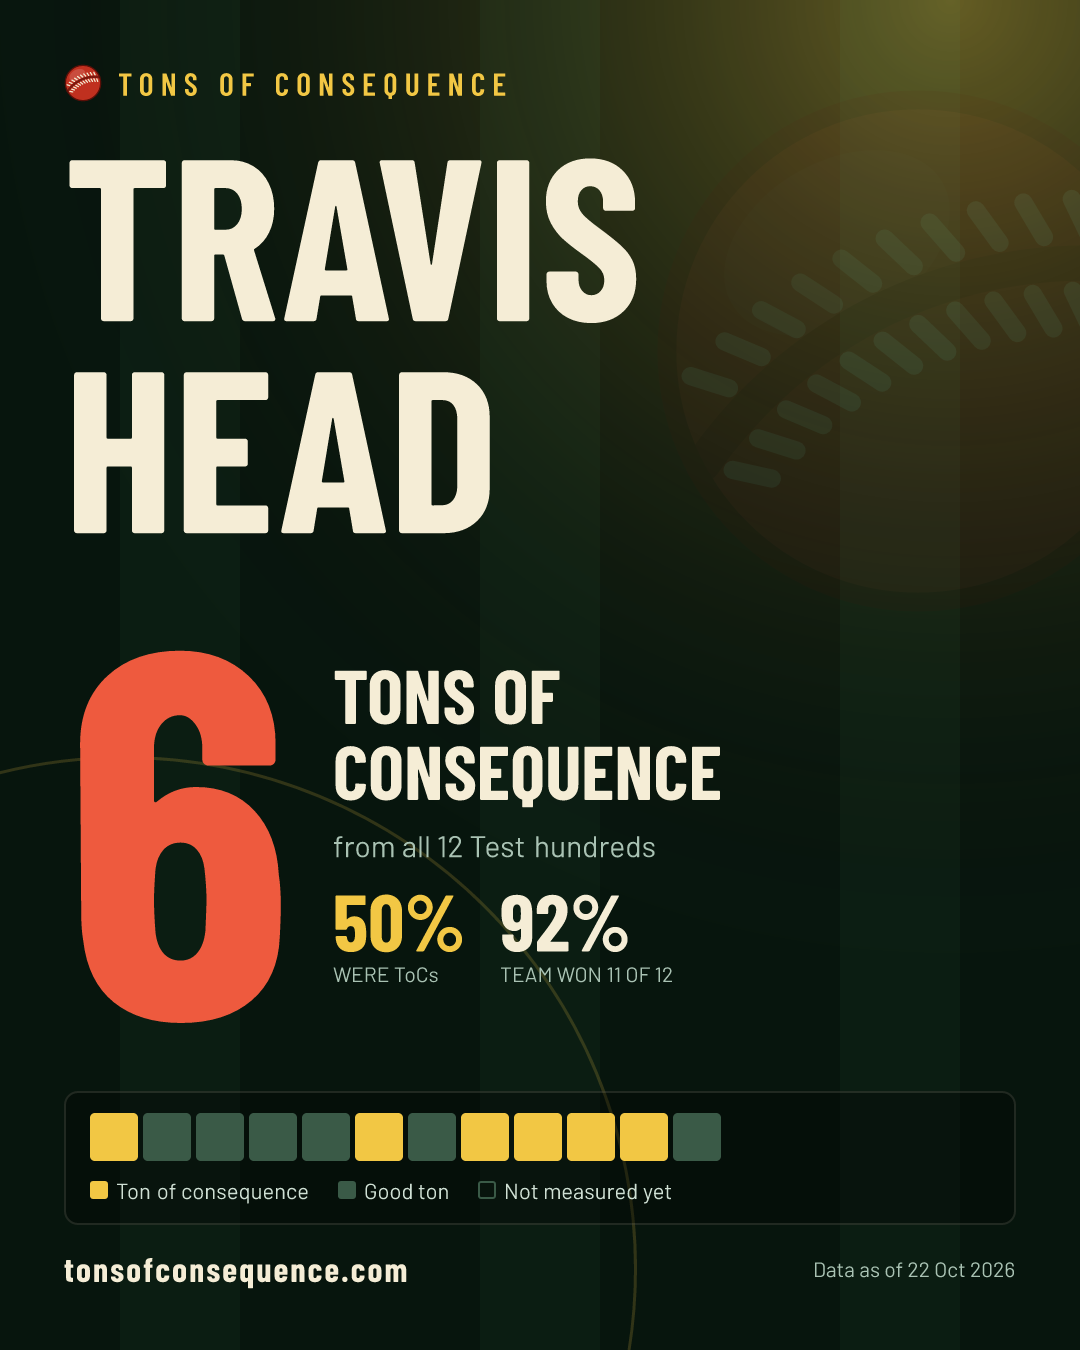 TONS OF CONSEQUENCE
TRAVIS
HEAD
6
TONS OF
CONSEQUENCE
from all 12 Test hundreds
50% 92%
WERE ToCs TEAM WON 11 OF 12
Ton of consequence Good ton Not measured yet
tonsofconsequence.com Data as of 22 Oct 2026